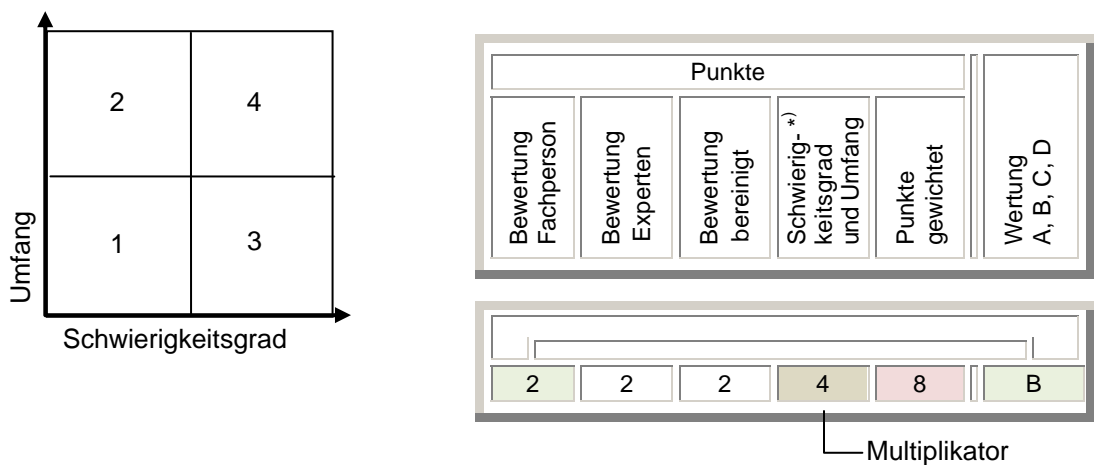 2 4
1 3
Umfang
Schwierigkeitsgrad
Punkte
Bewertung
Fachperson
Bewertung
Experten
Bewertung
bereinigt
Schwierig- *)
keitsgrad
und Umfang
Punkte
gewichtet
Wertung
A, B, C, D
2 2 2 4 8 B
Multiplikator